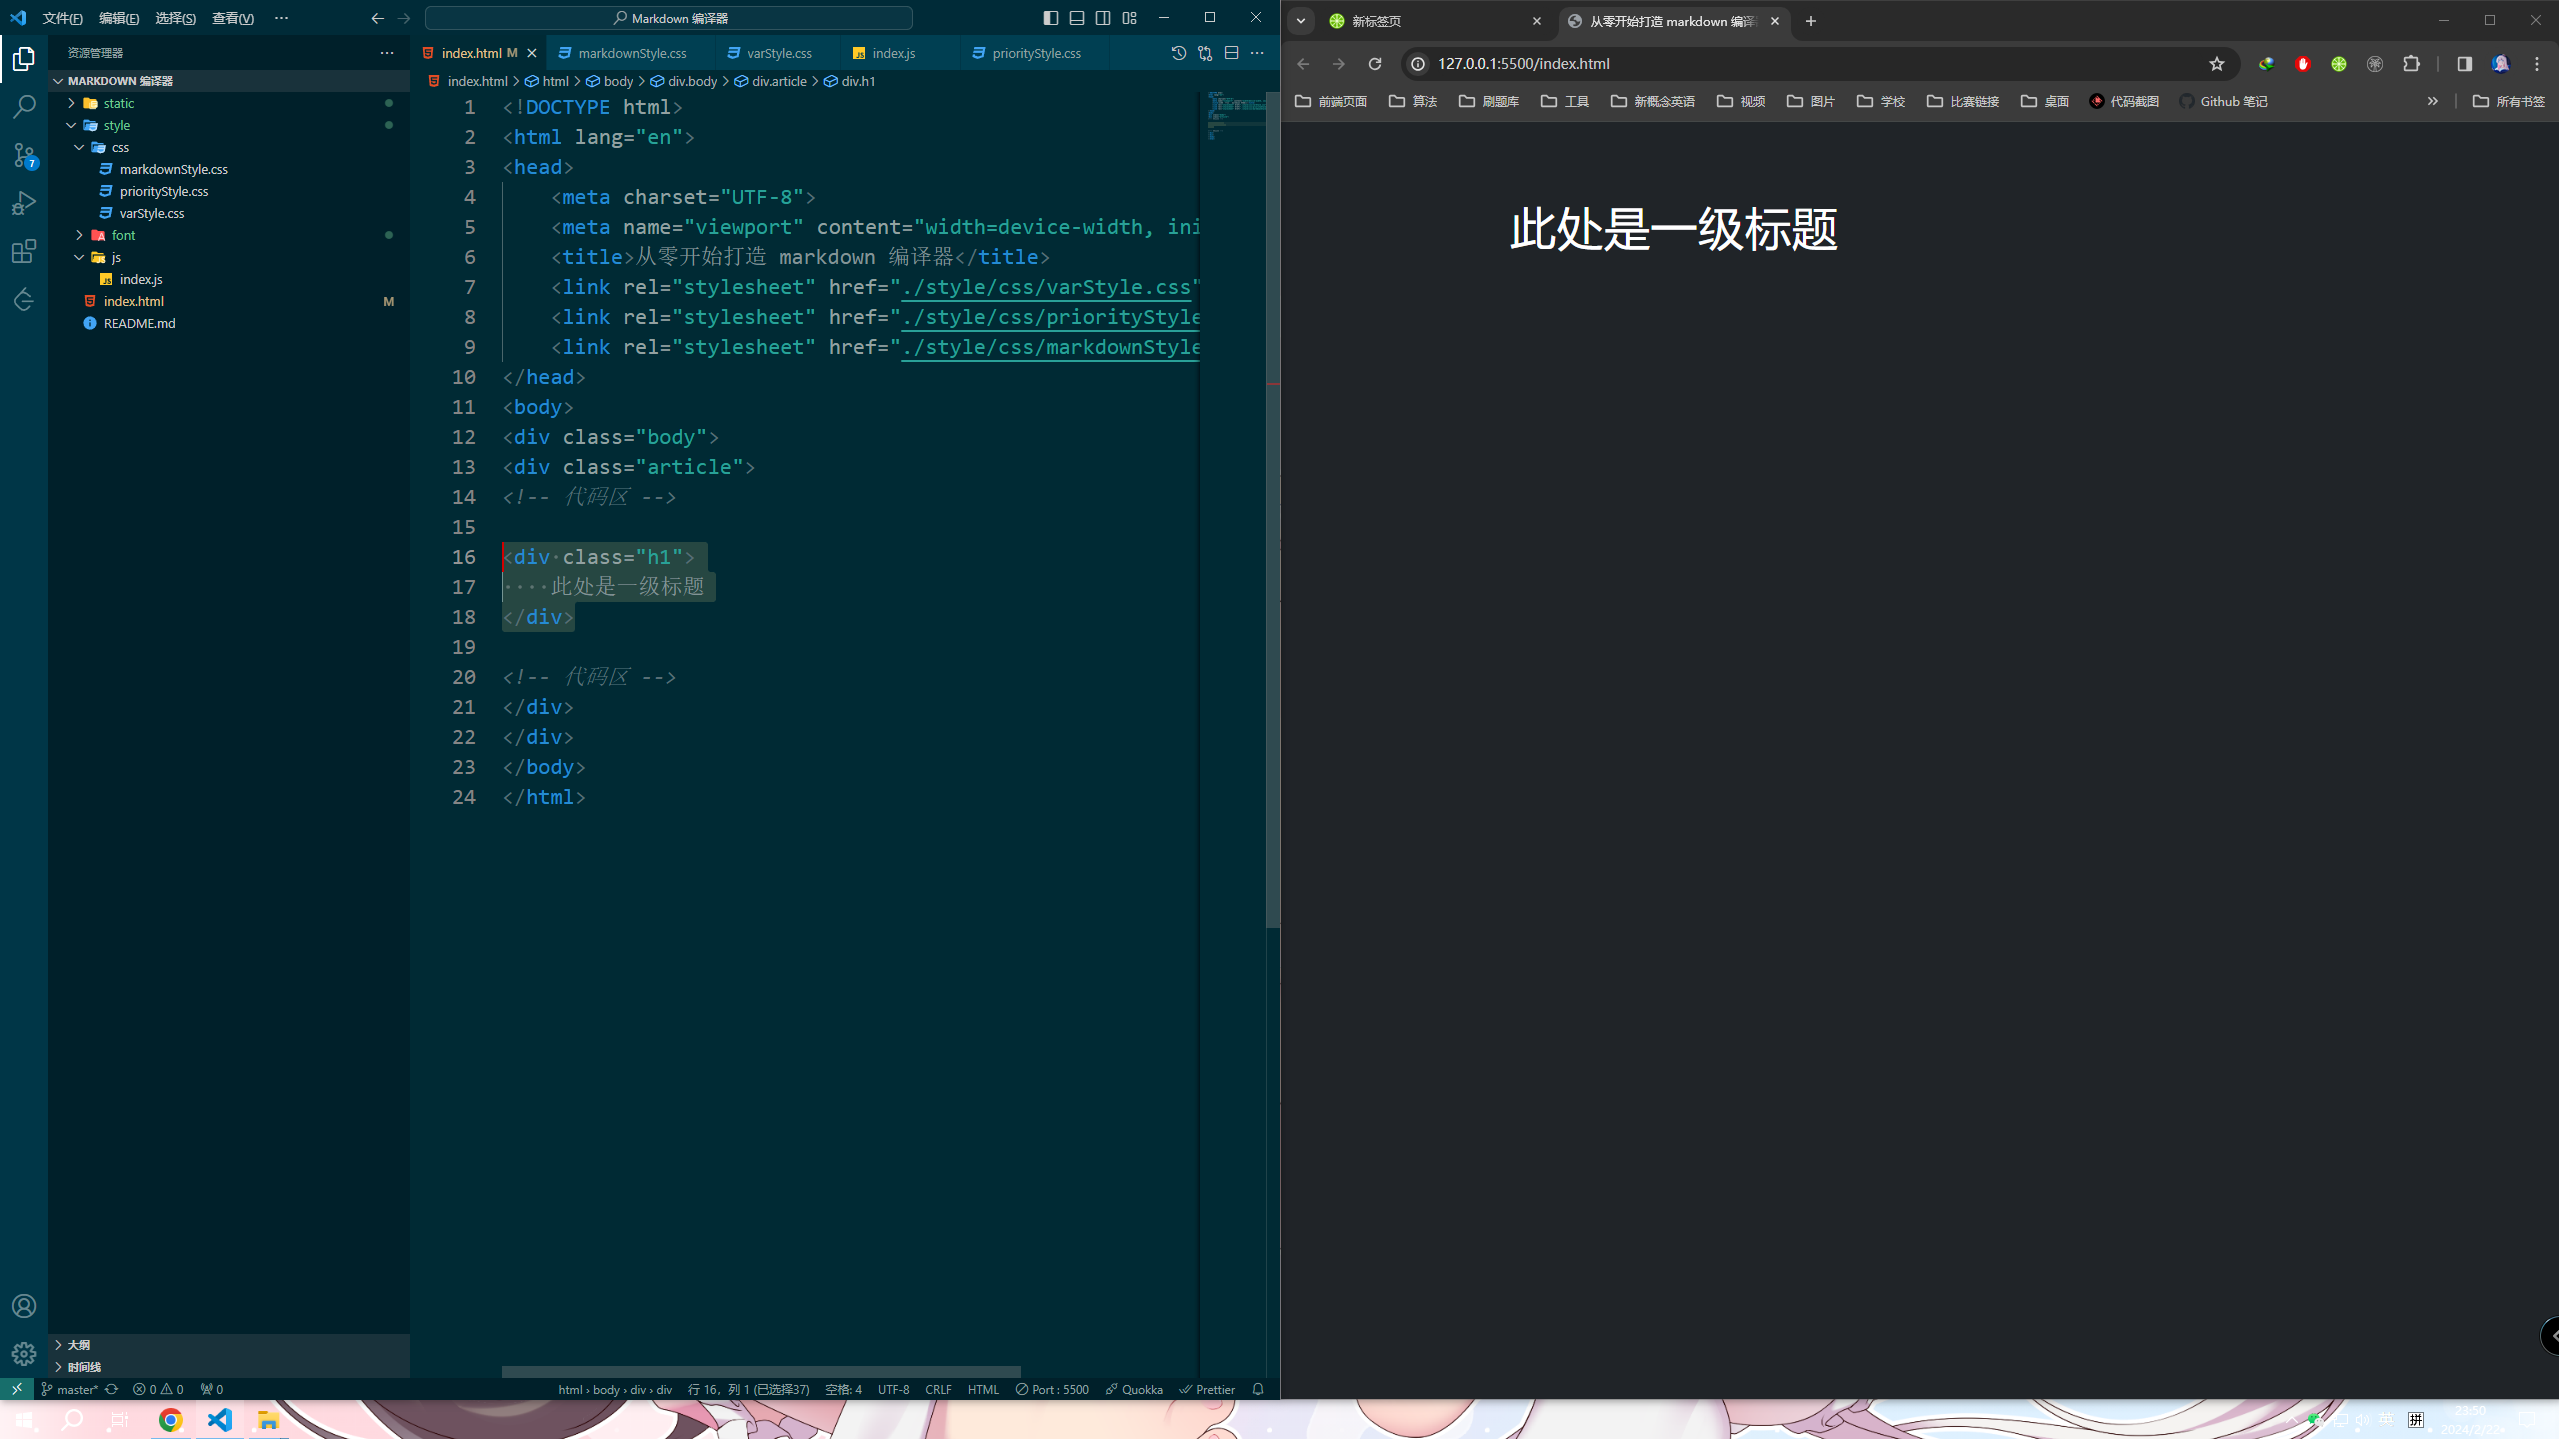 文件(F) 编辑(E) 选择(S) 查看(V) ··· Markdown 编译器
资源管理器 ···
MARKDOWN 编译器
static
style
css
markdownStyle.css
priorityStyle.css
varStyle.css
font
js
index.js
index.html M
README.md
大纲
时间线
index.html M markdownStyle.css varStyle.css index.js priorityStyle.css
index.html > html > body > div.body > div.article > div.h1
1 <!DOCTYPE html>
2 <html lang="en">
3 <head>
4 <meta charset="UTF-8">
5 <meta name="viewport" content="width=device-width, ini
6 <title>从零开始打造 markdown 编译器</title>
7 <link rel="stylesheet" href="./style/css/varStyle.css"
8 <link rel="stylesheet" href="./style/css/priorityStyle
9 <link rel="stylesheet" href="./style/css/markdownStyle
10 </head>
11 <body>
12 <div class="body">
13 <div class="article">
14 <!-- 代码区 -->
15
16 <div·class="h1">
17 ····此处是一级标题
18 </div>
19
20 <!-- 代码区 -->
21 </div>
22 </div>
23 </body>
24 </html>
7
master* 0 0 0 html › body › div › div 行 16，列 1 (已选择37) 空格: 4 UTF-8 CRLF HTML Port : 5500 Quokka Prettier
新标签页 从零开始打造 markdown 编译
127.0.0.1:5500/index.html
前端页面 算法 刷题库 工具 新概念英语 视频 图片 学校 比赛链接 桌面 代码截图 Github 笔记 » 所有书签
此处是一级标题
英 拼 23:50
2024/2/22